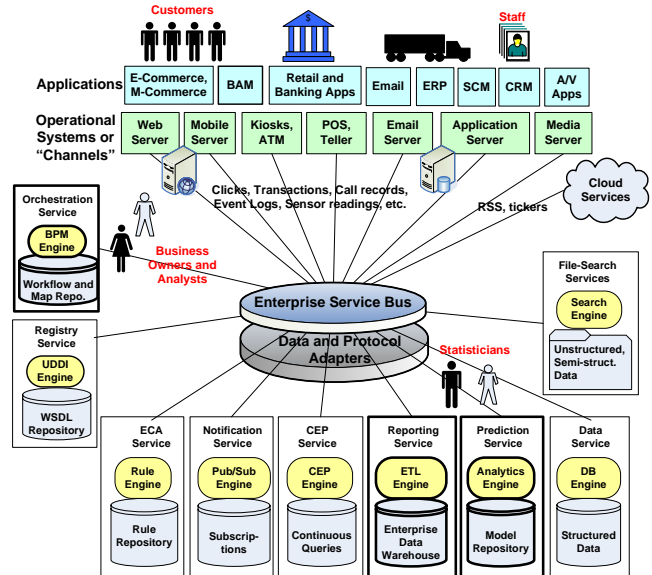 Customers
$
Staff
Applications
E-Commerce,
M-Commerce
BAM
Retail and
Banking Apps
Email
ERP
SCM
CRM
A/V
Apps
Operational
Systems or
“Channels”
Web
Server
Mobile
Server
Kiosks,
ATM
POS,
Teller
Email
Server
Application
Server
Media
Server
Clicks, Transactions, Call records,
Event Logs, Sensor readings, etc.
RSS, tickers
Cloud
Services
Orchestration
Service
BPM
Engine
Workflow and
Map Repo.
Business
Owners and
Analysts
Enterprise Service Bus
Data and Protocol
Adapters
Statisticians
File-Search
Services
Search
Engine
Unstructured,
Semi-struct.
Data
Registry
Service
UDDI
Engine
WSDL
Repository
ECA
Service
Rule
Engine
Rule
Repository
Notification
Service
Pub/Sub
Engine
Subscrip-
tions
CEP
Service
CEP
Engine
Continuous
Queries
Reporting
Service
ETL
Engine
Enterprise
Data
Warehouse
Prediction
Service
Analytics
Engine
Model
Repository
Data
Service
DB
Engine
Structured
Data